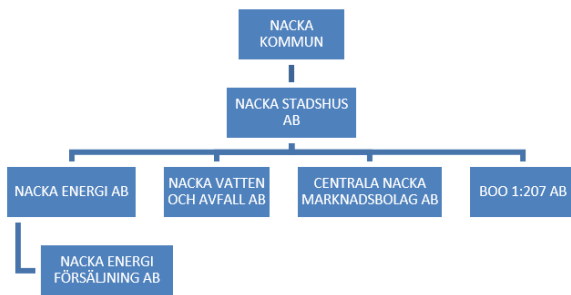 NACKA
KOMMUN
NACKA STADSHUS
AB
NACKA ENERGI AB
NACKA VATTEN
OCH AVFALL AB
CENTRALA NACKA
MARKNADSBOLAG AB
BOO 1:207 AB
NACKA ENERGI
FÖRSÄLJNING AB